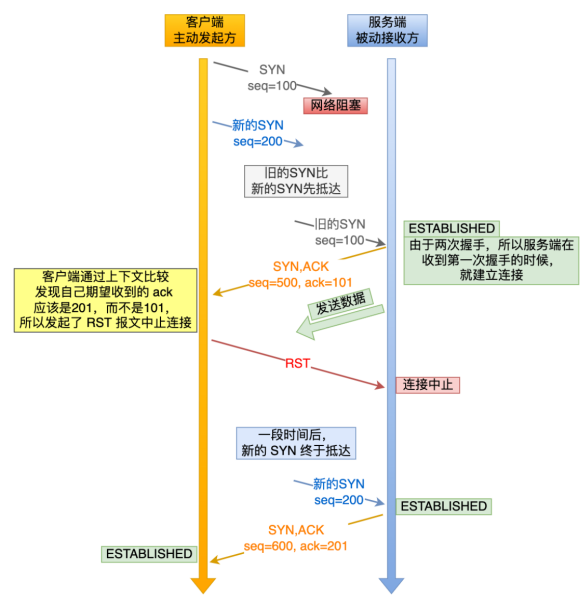 客户端
主动发起方
服务端
被动接收方
SYN
seq=100
网络阻塞
新的SYN
seq=200
旧的SYN比
新的SYN先抵达
旧的SYN
seq=100
ESTABLISHED
由于两次握手，所以服务端在
收到第一次握手的时候，
就建立连接
SYN,ACK
seq=500, ack=101
客户端通过上下文比较
发现自己期望收到的 ack
应该是201，而不是101，
所以发起了 RST 报文中止连接
发送数据
RST
连接中止
一段时间后，
新的 SYN 终于抵达
新的SYN
seq=200
ESTABLISHED
SYN,ACK
seq=600, ack=201
ESTABLISHED